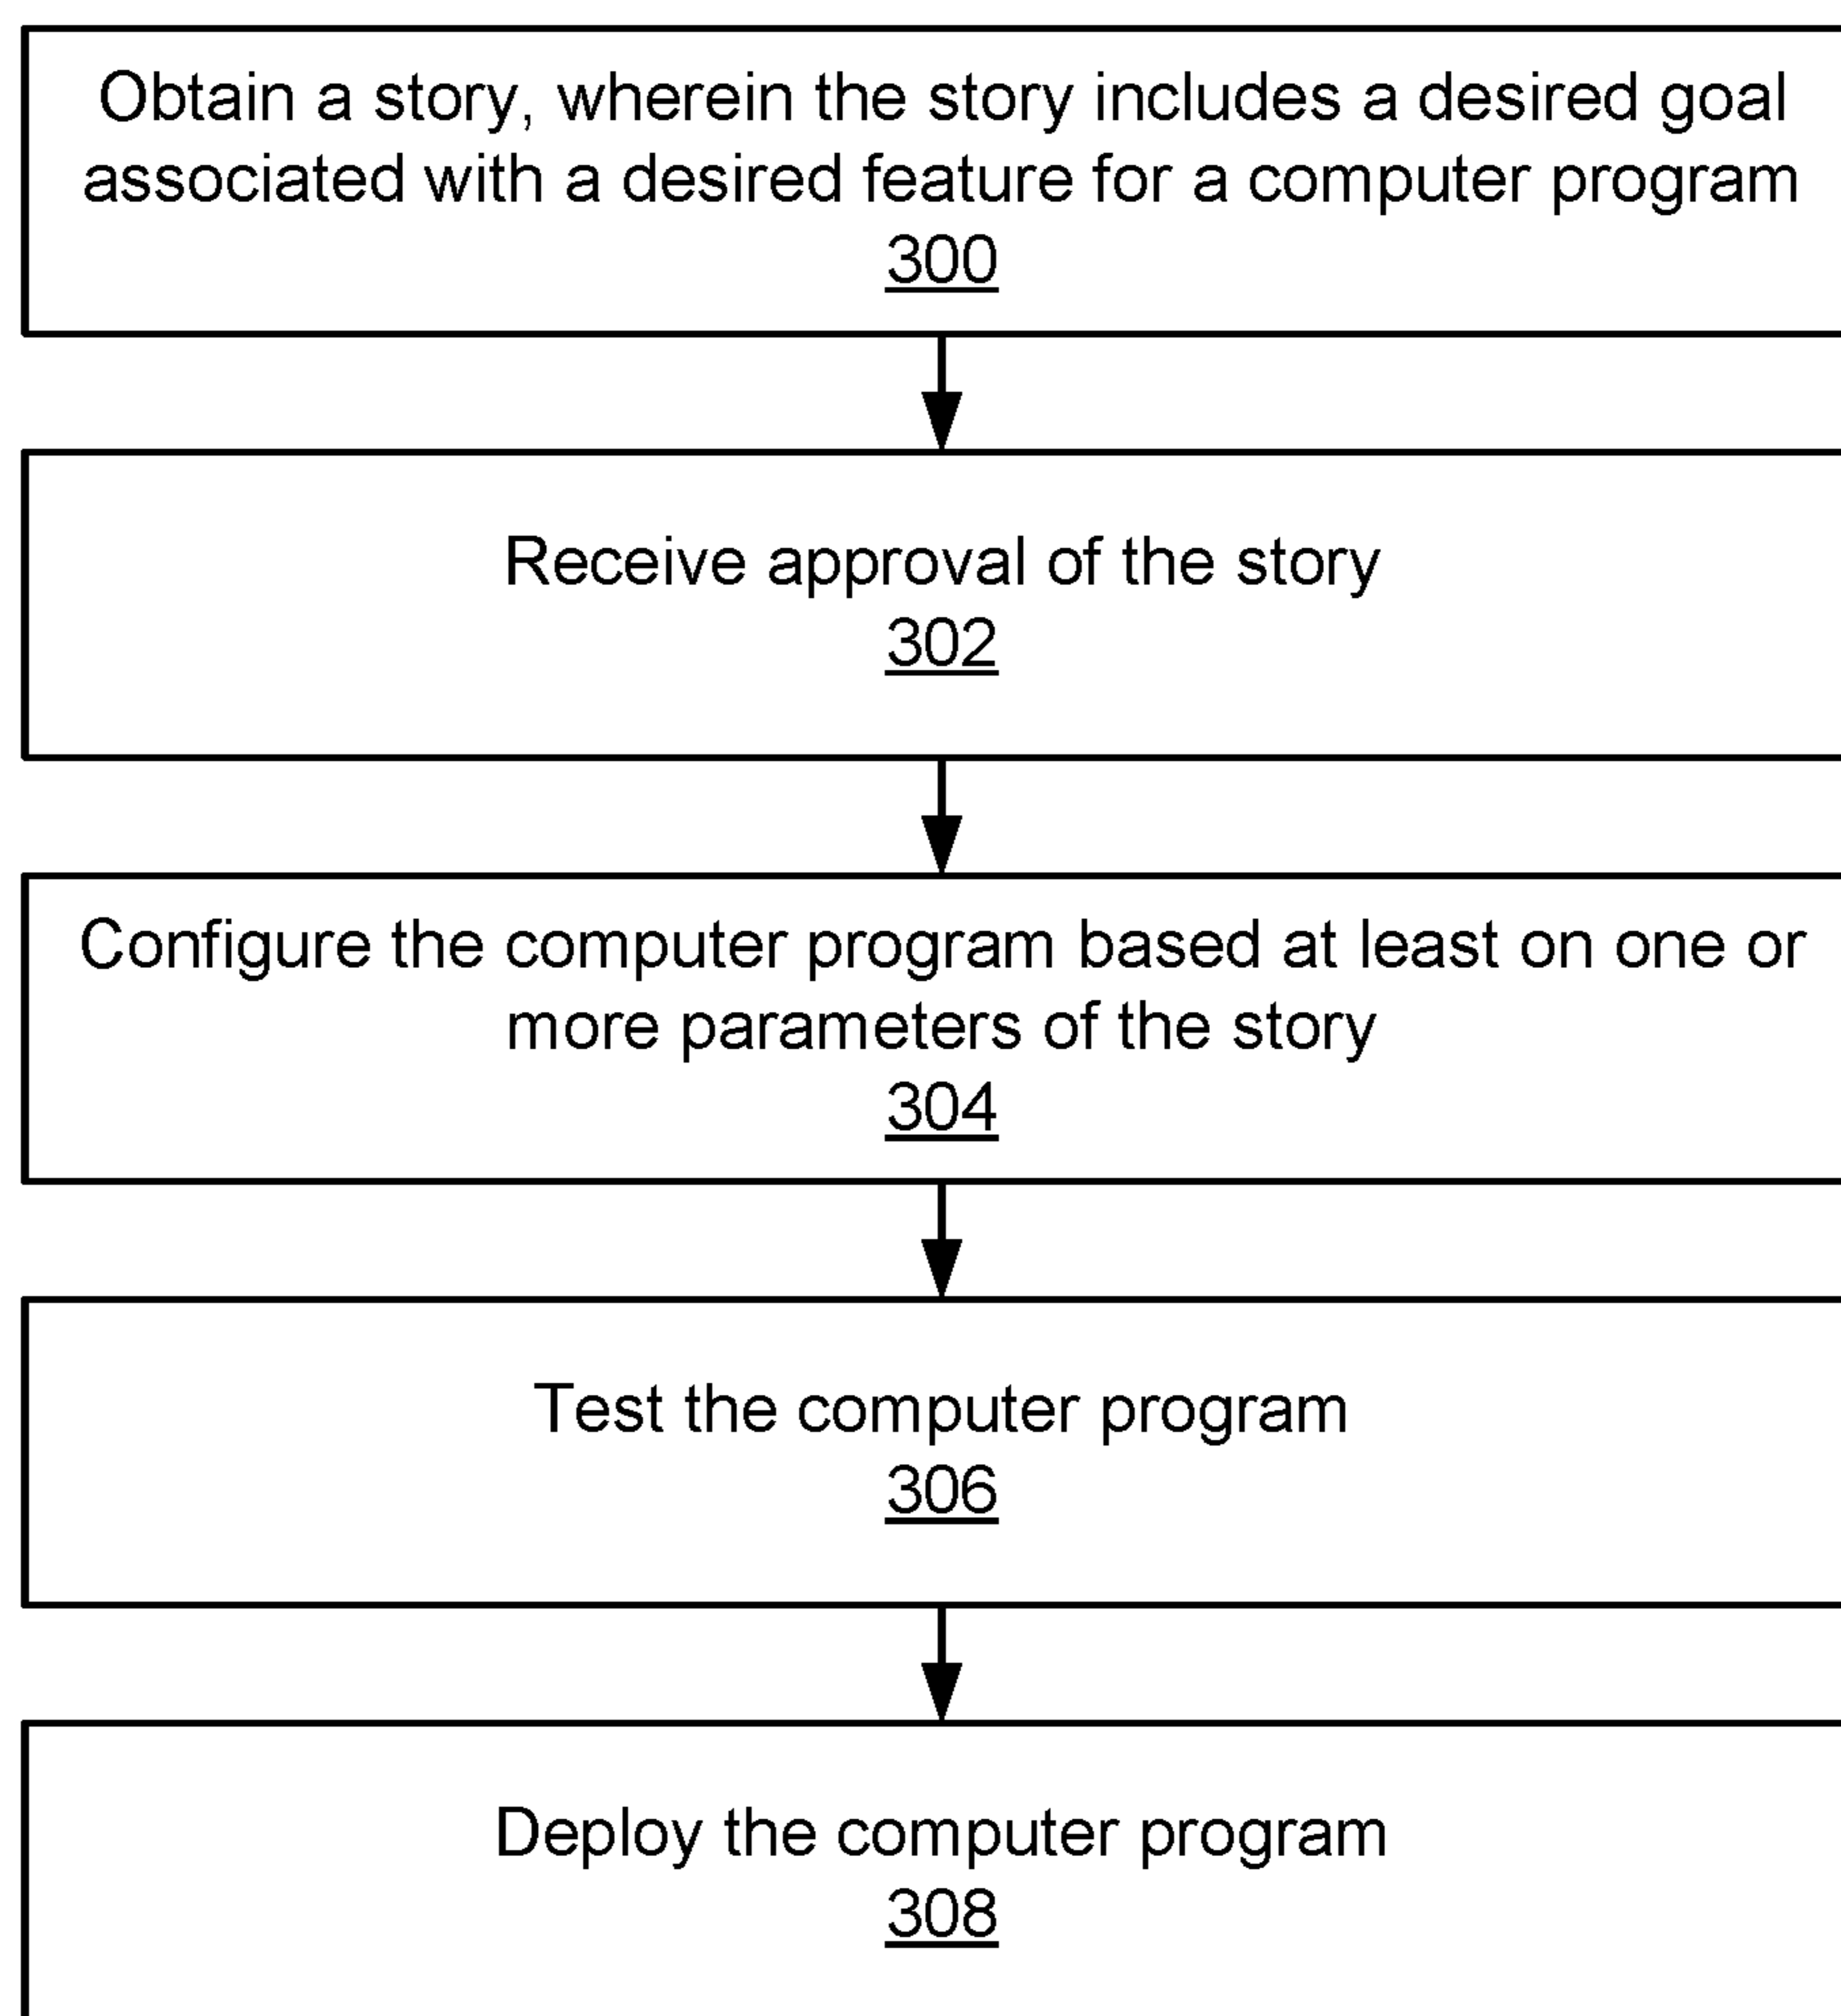 Obtain a story, wherein the story includes a desired goal
associated with a desired feature for a computer program
300
Receive approval of the story
302
Configure the computer program based at least on one or
more parameters of the story
304
Test the computer program
306
Deploy the computer program
308